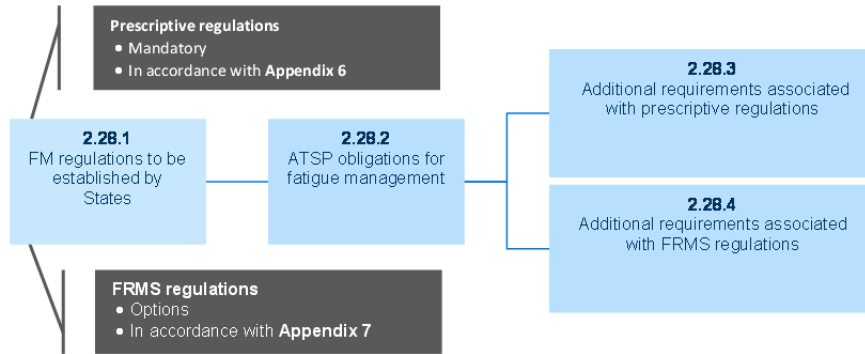 Prescriptive regulations
• Mandatory
• In accordance with Appendix 6
2.28.1
FM regulations to be
established by
States
2.28.2
ATSP obligations for
fatigue management
2.28.3
Additional requirements associated
with prescriptive regulations
2.28.4
Additional requirements associated
with FRMS regulations
FRMS regulations
• Options
• In accordance with Appendix 7